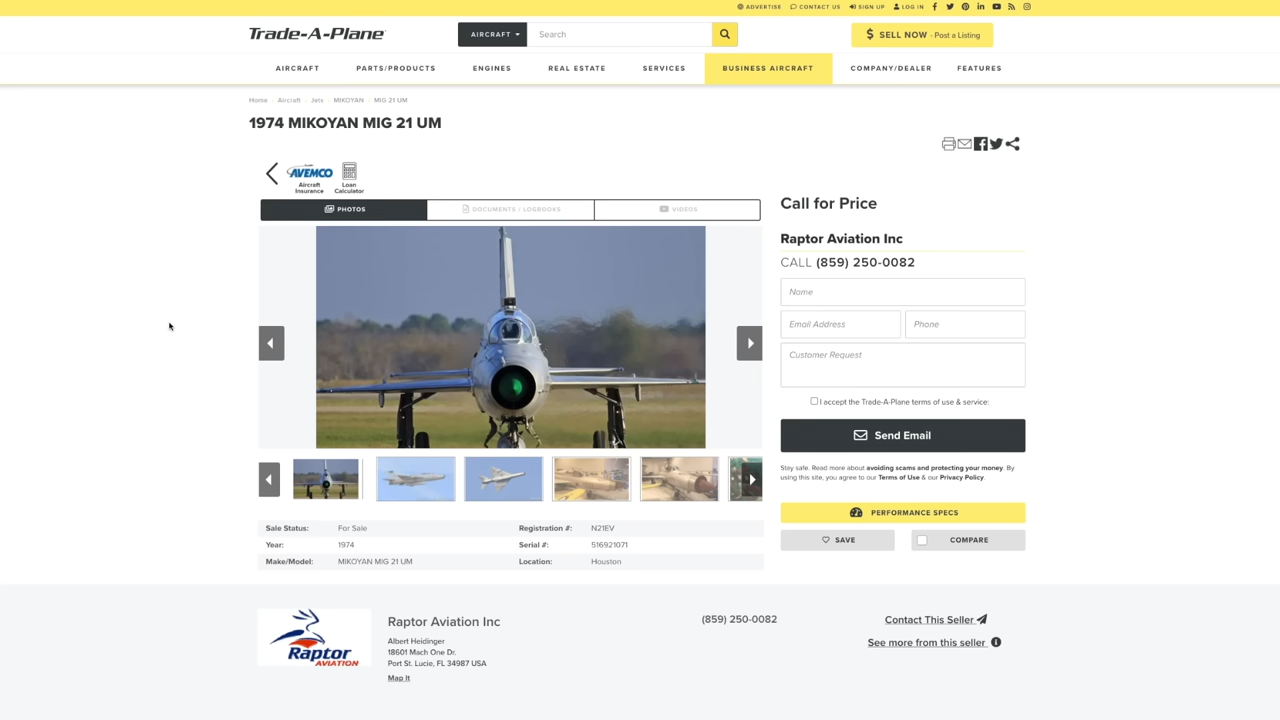 ADVERTISE CONTACT US SIGN UP LOG IN
Trade-A-Plane
AIRCRAFT
Search
$ SELL NOW - Post a Listing
AIRCRAFT PARTS/PRODUCTS ENGINES REAL ESTATE SERVICES BUSINESS AIRCRAFT COMPANY/DEALER FEATURES
Home Aircraft Jets MIKOYAN MIG 21 UM
1974 MIKOYAN MIG 21 UM
AVEMCO
Aircraft
Insurance
Loan
Calculator
PHOTOS DOCUMENTS / LOGBOOKS VIDEOS
Call for Price
Raptor Aviation Inc
CALL (859) 250-0082
Name
Email Address Phone
Customer Request
I accept the Trade-A-Plane terms of use & service:
Send Email
Stay safe. Read more about avoiding scams and protecting your money. By
using this site, you agree to our Terms of Use & our Privacy Policy.
PERFORMANCE SPECS
SAVE COMPARE
Sale Status: For Sale Registration #: N21EV
Year: 1974 Serial #: 516921071
Make/Model: MIKOYAN MIG 21 UM Location: Houston
Raptor
AVIATION
Raptor Aviation Inc
Albert Heidinger
18601 Mach One Dr.
Port St. Lucie, FL 34987 USA
Map It
(859) 250-0082
Contact This Seller
See more from this seller